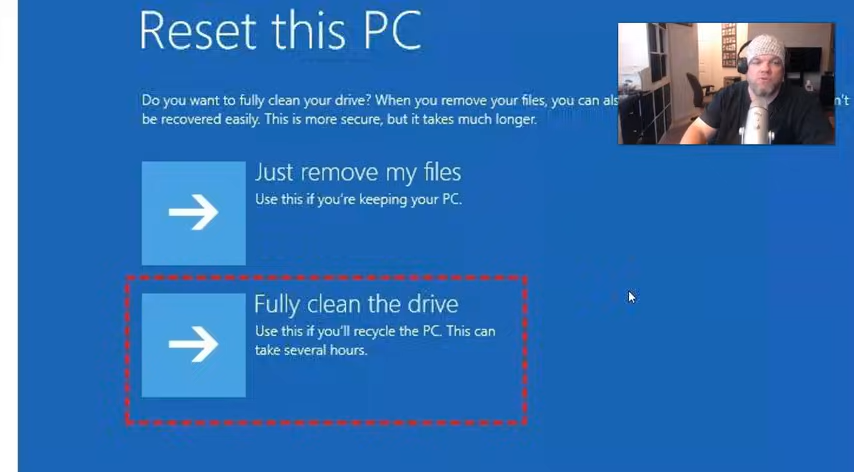 Reset this PC
Do you want to fully clean your drive? When you remove your files, you can als n't
be recovered easily. This is more secure, but it takes much longer.
Just remove my files
Use this if you're keeping your PC.
Fully clean the drive
Use this if you'll recycle the PC. This can
take several hours.